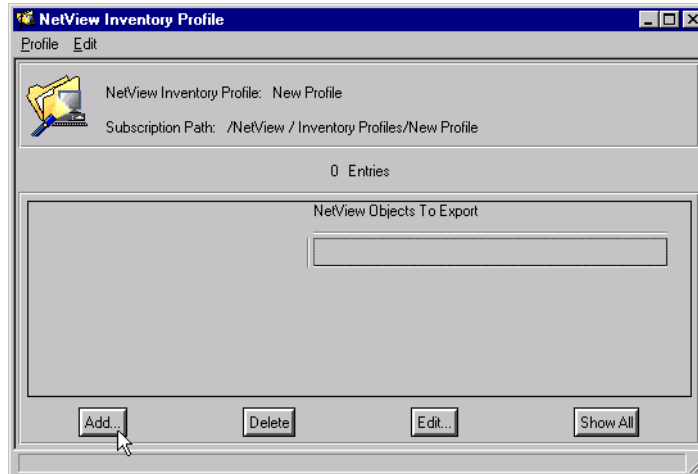 NetView Inventory Profile
Profile Edit
NetView Inventory Profile: New Profile
Subscription Path: /NetView / Inventory Profiles/New Profile
0 Entries
NetView Objects To Export
Add... Delete Edit... Show All